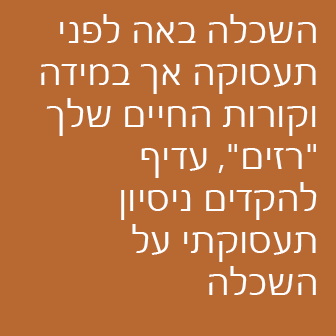 השכלה באה לפני
תעסוקה אך במידה
וקורות החיים שלך
"רזים", עדיף
להקדים ניסיון
תעסוקתי על
השכלה